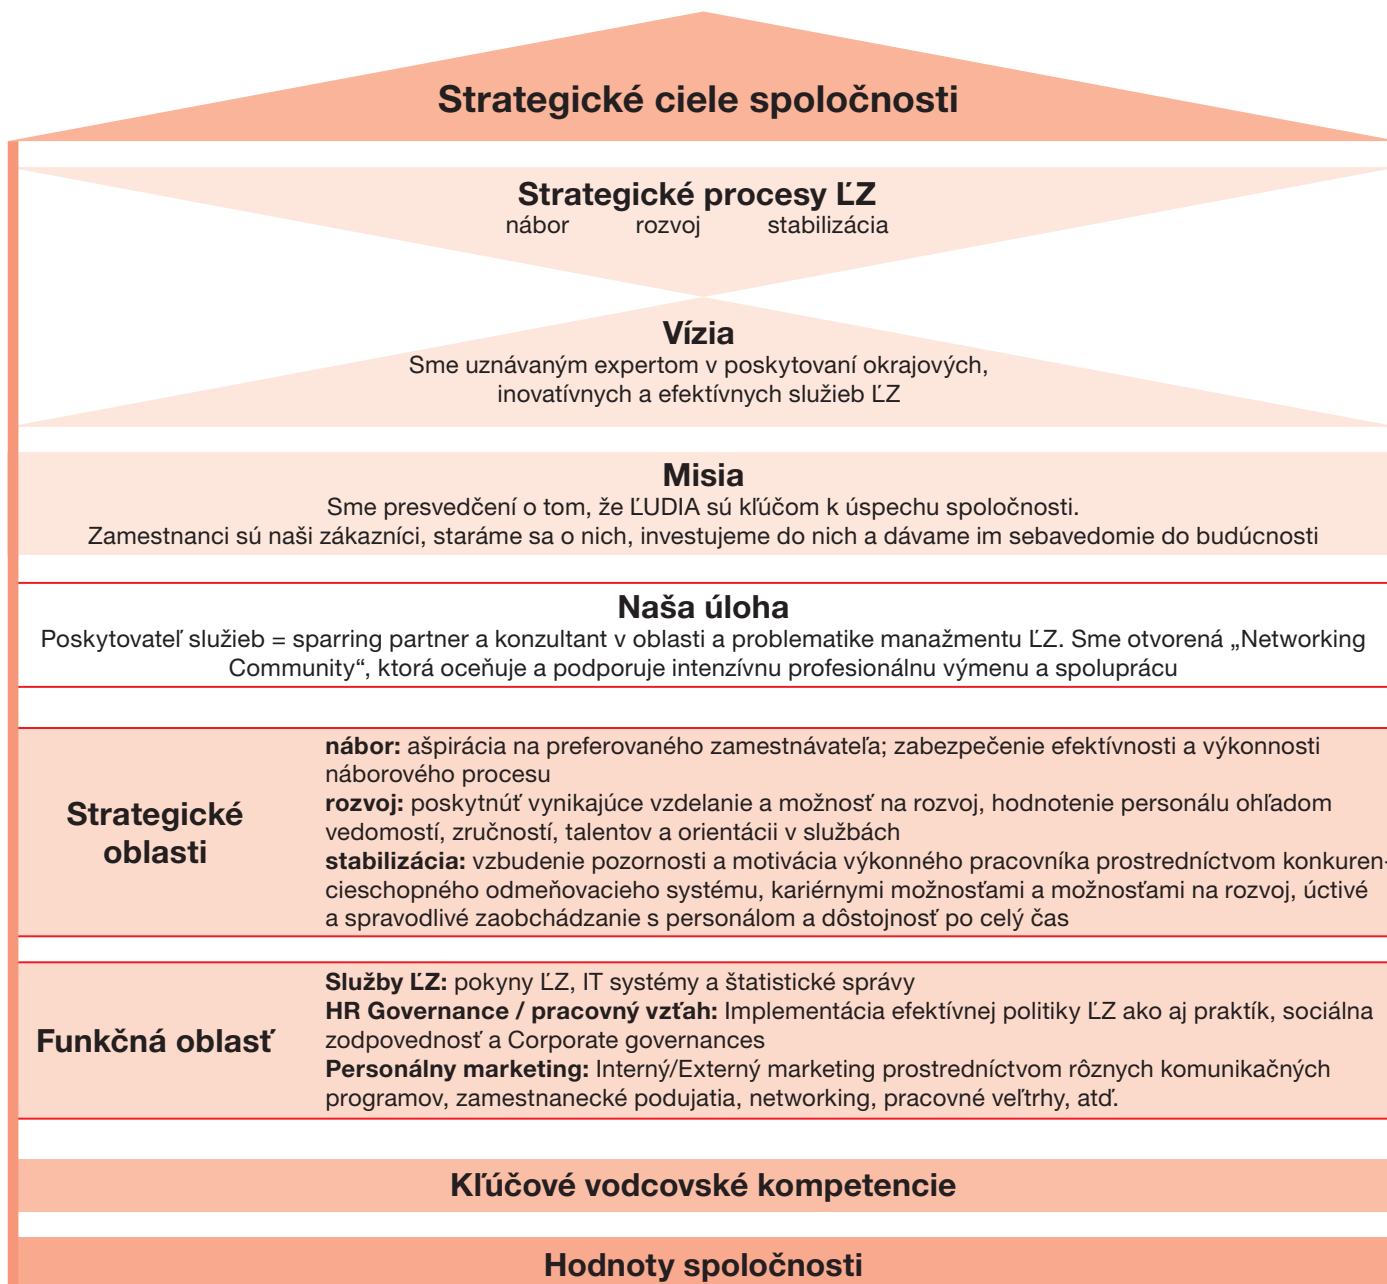 Strategické ciele spoločnosti
Strategické procesy ĽZ
nábor rozvoj stabilizácia
Vízia
Sme uznávaným expertom v poskytovaní okrajových,
inovatívnych a efektívnych služieb ĽZ
Misia
Sme presvedčení o tom, že ĽUDIA sú kľúčom k úspechu spoločnosti.
Zamestnanci sú naši zákazníci, staráme sa o nich, investujeme do nich a dávame im sebavedomie do budúcnosti
Naša úloha
Poskytovateľ služieb = sparring partner a konzultant v oblasti a problematike manažmentu ĽZ. Sme otvorená „Networking
Community“, ktorá oceňuje a podporuje intenzívnu profesionálnu výmenu a spoluprácu
Strategické
oblasti
nábor: ašpirácia na preferovaného zamestnávateľa; zabezpečenie efektívnosti a výkonnosti
náborového procesu
rozvoj: poskytnúť vynikajúce vzdelanie a možnosť na rozvoj, hodnotenie personálu ohľadom
vedomostí, zručností, talentov a orientácii v službách
stabilizácia: vzbudenie pozornosti a motivácia výkonného pracovníka prostredníctvom konkuren-
cieschopného odmeňovacieho systému, kariérnymi možnosťami a možnosťami na rozvoj, úctivé
a spravodlivé zaobchádzanie s personálom a dôstojnosť po celý čas
Funkčná oblasť
Služby ĽZ: pokyny ĽZ, IT systémy a štatistické správy
HR Governance / pracovný vzťah: Implementácia efektívnej politiky ĽZ ako aj praktík, sociálna
zodpovednosť a Corporate governances
Personálny marketing: Interný/Externý marketing prostredníctvom rôznych komunikačných
programov, zamestnanecké podujatia, networking, pracovné veľtrhy, atď.
Kľúčové vodcovské kompetencie
Hodnoty spoločnosti